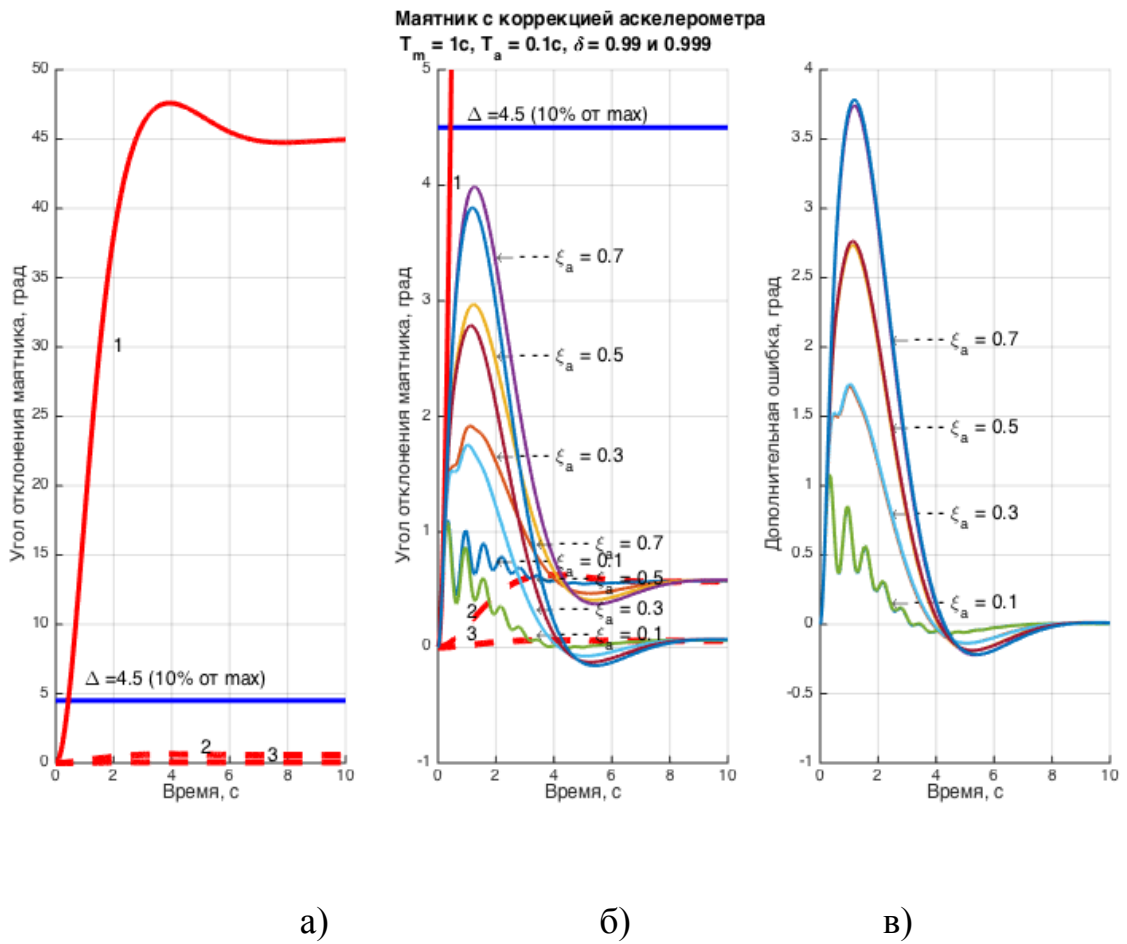 Маятник с коррекцией аскелерометра
T_m = 1c, T_a = 0.1c, δ = 0.99 и 0.999
Угол отклонения маятника, град
50
45
40
35
30
25
20
15
10
5
0
1
Δ =4.5 (10% от max)
2
3
0 2 4 6 8 10
Время, с
Угол отклонения маятника, град
5
4
3
2
1
0
-1
Δ =4.5 (10% от max)
1
ξ_a = 0.7
ξ_a = 0.5
ξ_a = 0.3
ξ_a = 0.7
ξ_a = 0.1
ξ_a = 0.5
2
ξ_a = 0.3
3
ξ_a = 0.1
0 2 4 6 8 10
Время, с
Дополнительная ошибка, град
4
3.5
3
2.5
2
1.5
1
0.5
0
-0.5
-1
ξ_a = 0.7
ξ_a = 0.5
ξ_a = 0.3
ξ_a = 0.1
0 2 4 6 8 10
Время, с
а) б) в)